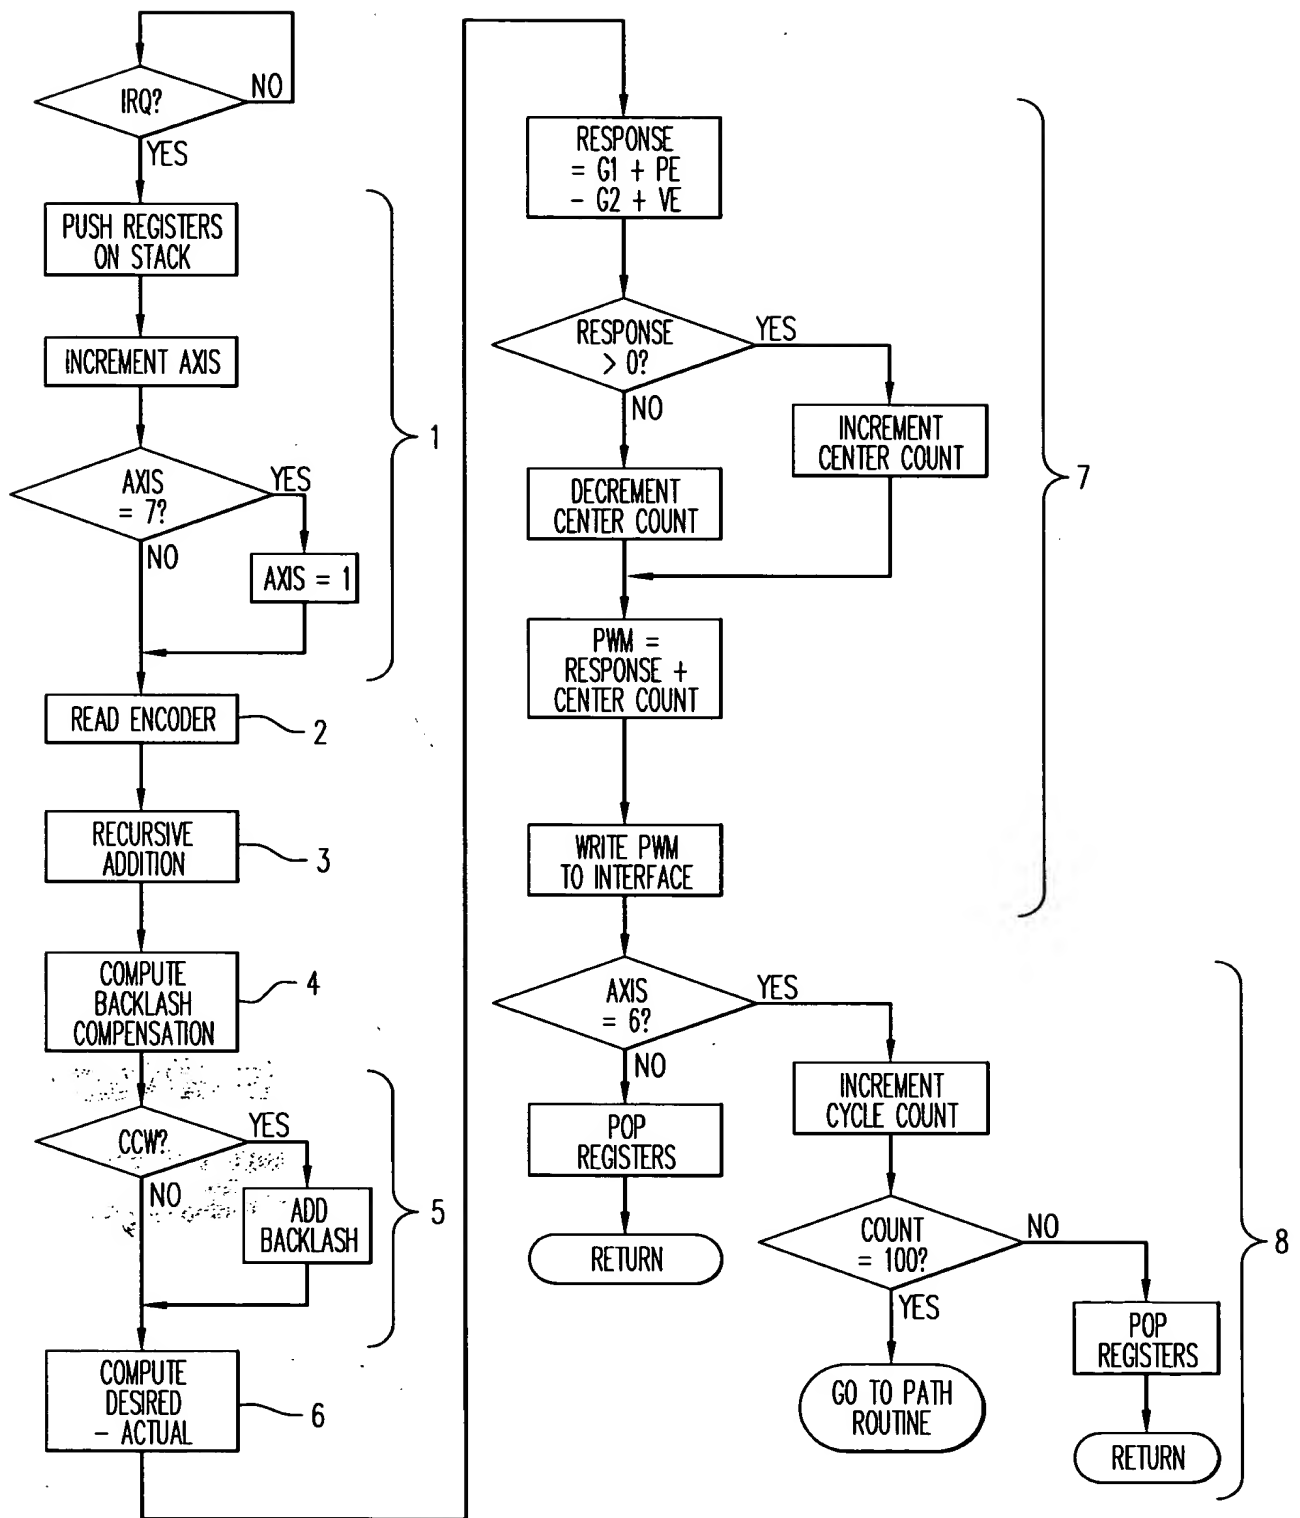 IRQ?
NO
YES
PUSH REGISTERS
ON STACK
INCREMENT AXIS
AXIS
= 7?
YES
NO
AXIS = 1
1
READ ENCODER
2
RECURSIVE
ADDITION
3
COMPUTE
BACKLASH
COMPENSATION
4
CCW?
YES
NO
ADD
BACKLASH
5
COMPUTE
DESIRED
- ACTUAL
6
RESPONSE
= G1 + PE
- G2 + VE
RESPONSE
> 0?
YES
NO
INCREMENT
CENTER COUNT
DECREMENT
CENTER COUNT
PWM =
RESPONSE +
CENTER COUNT
WRITE PWM
TO INTERFACE
7
AXIS
= 6?
YES
NO
POP
REGISTERS
RETURN
INCREMENT
CYCLE COUNT
COUNT
= 100?
NO
YES
GO TO PATH
ROUTINE
POP
REGISTERS
RETURN
8